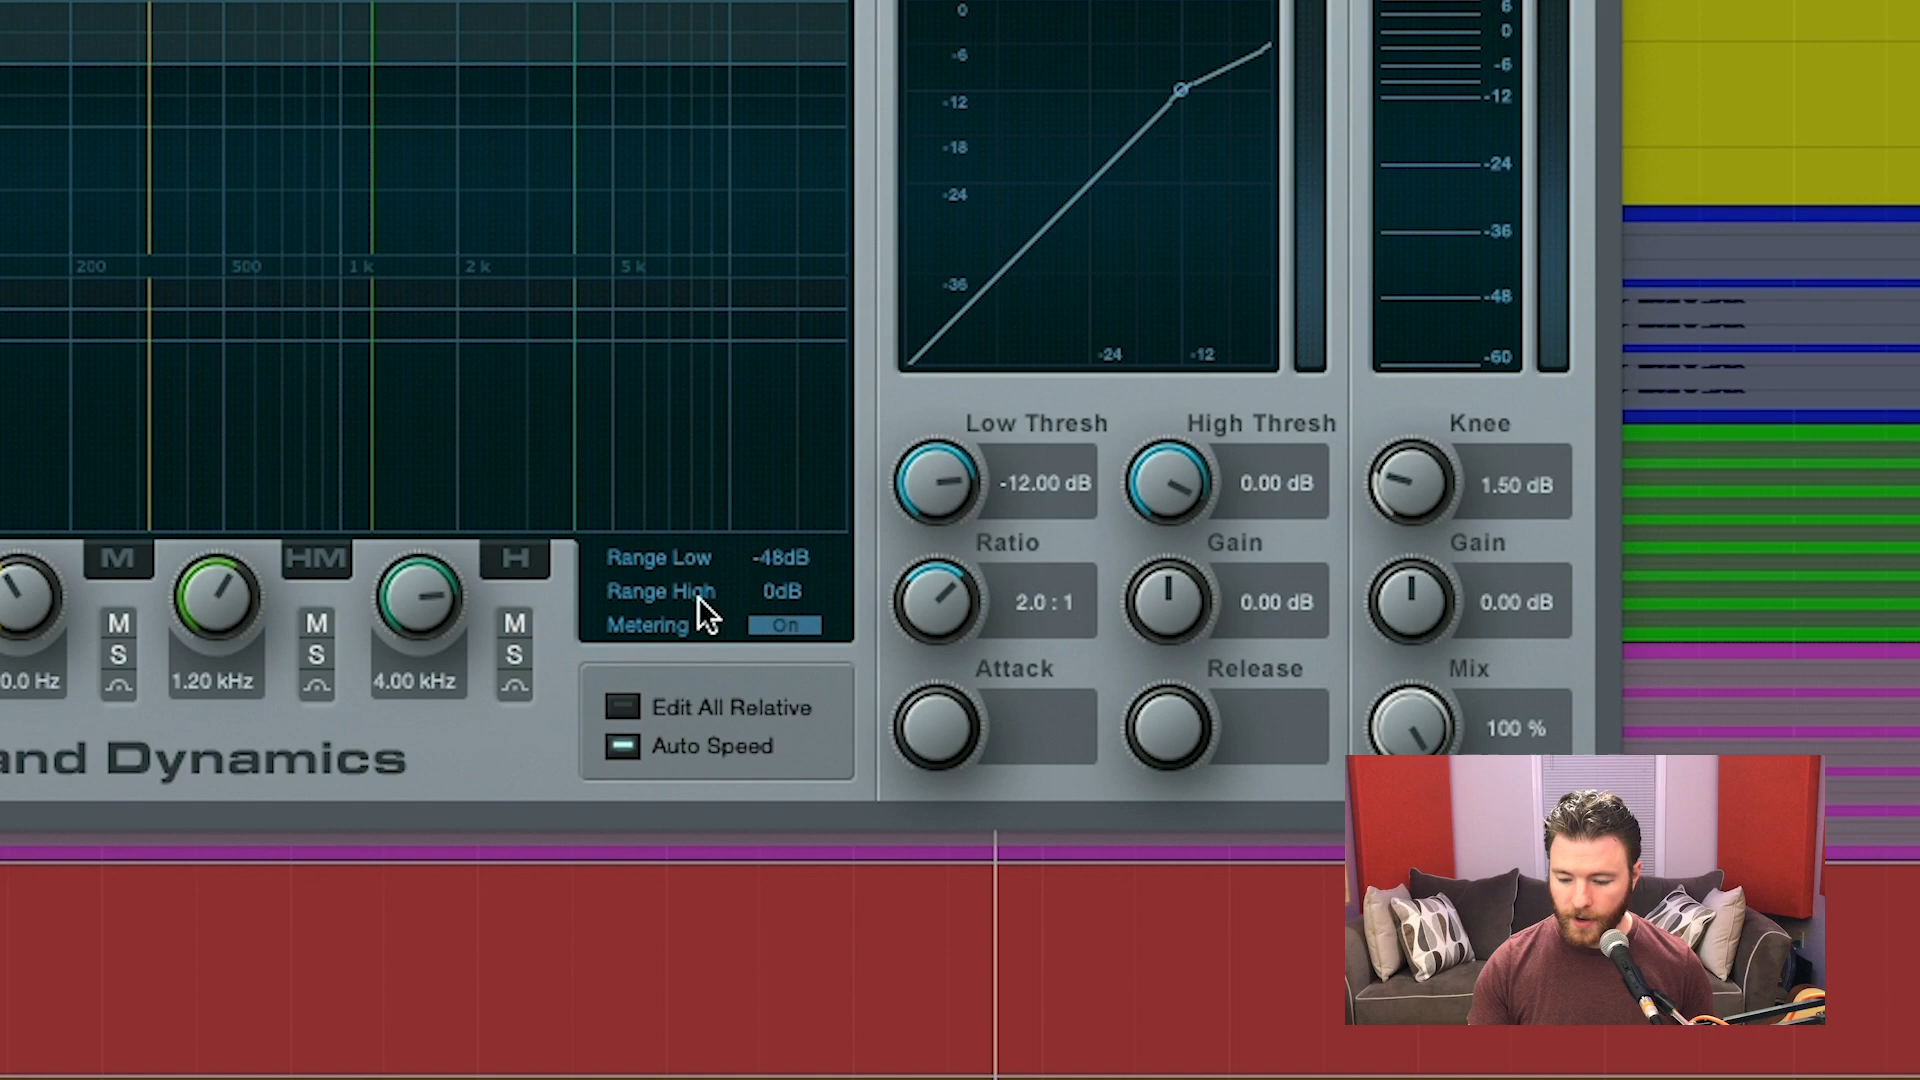 0
-6
-12
-18
-24
-36
-24
-12
6
0
-6
-12
-24
-36
-48
-60
200
500
1 k
2 k
5 k
Low Thresh
High Thresh
Knee
-12.00 dB
0.00 dB
1.50 dB
Ratio
Gain
Gain
2.0 : 1
0.00 dB
0.00 dB
Attack
Release
Mix
100 %
M
HM
H
Range Low -48dB
Range High 0dB
Metering On
M
S
M
S
M
S
0.0 Hz
1.20 kHz
4.00 kHz
Edit All Relative
Auto Speed
and Dynamics